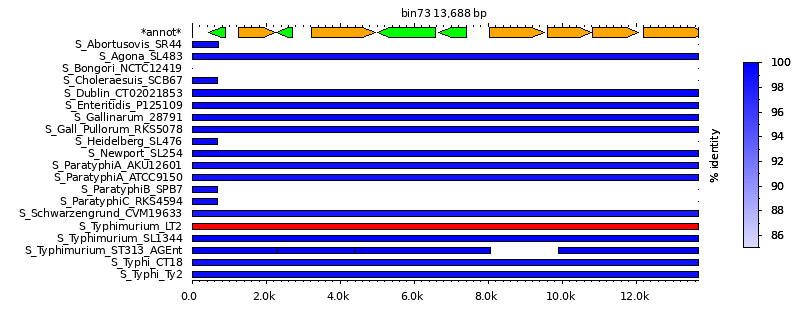 bin73 13,688 bp
*annot*
S_Abortusovis_SR44
S_Agona_SL483
S_Bongori_NCTC12419
S_Choleraesuis_SCB67
S_Dublin_CT02021853
S_Enteritidis_P125109
S_Gallinarum_28791
S_Gall_Pullorum_RKS5078
S_Heidelberg_SL476
S_Newport_SL254
S_ParatyphiA_AKU12601
S_ParatyphiA_ATCC9150
S_ParatyphiB_SPB7
S_ParatyphiC_RKS4594
S_Schwarzengrund_CVM19633
S_Typhimurium_LT2
S_Typhimurium_SL1344
S_Typhimurium_ST313_AGEnt
S_Typhi_CT18
S_Typhi_Ty2
0.0 2.0k 4.0k 6.0k 8.0k 10.0k 12.0k
100
98
96
94
92
90
88
86
% identity